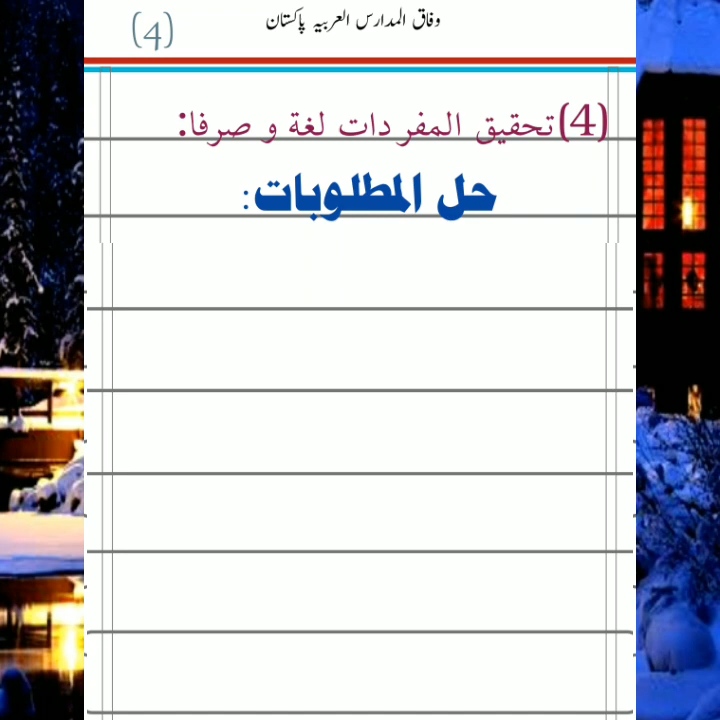 وفاق المدارس العربیہ پاکستان
(4)
(4) تحقيق المفردات لغة و صرفا:
حل المطلوبات: